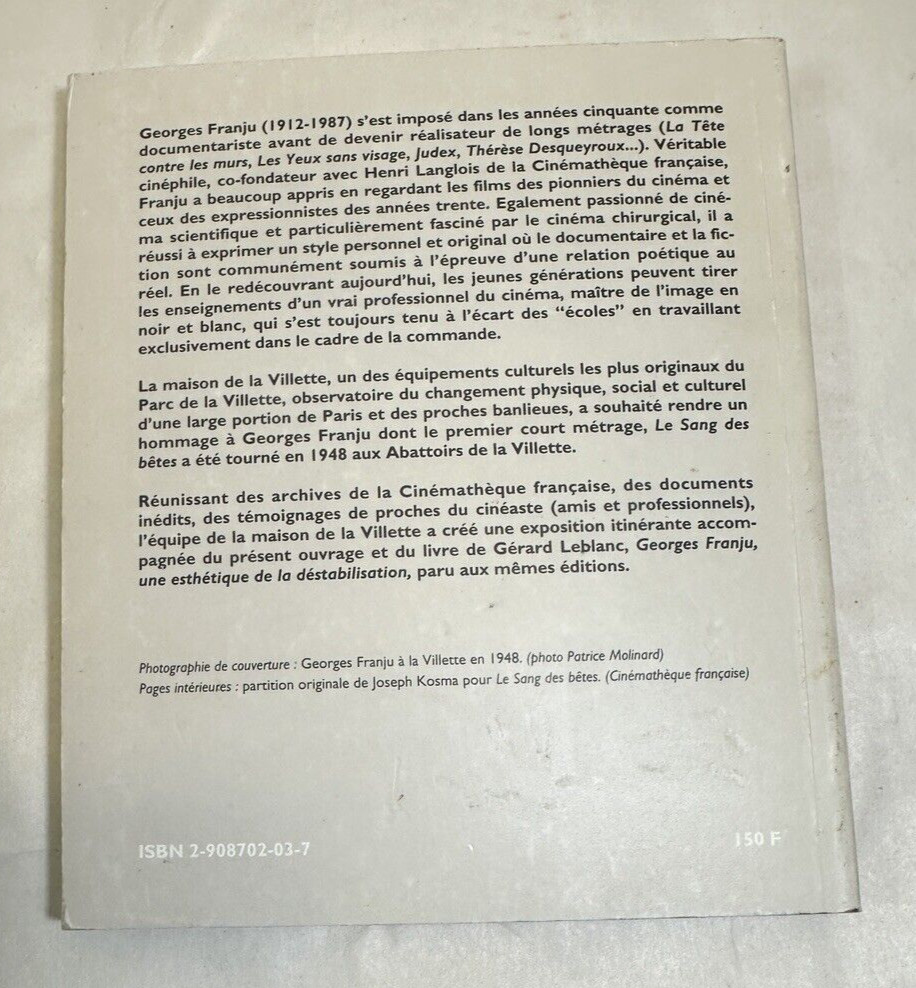 Georges Franju (1912-1987) s'est imposé dans les années cinquante comme
documentariste avant de devenir réalisateur de longs métrages (La Tête
contre les murs, Les Yeux sans visage, Judex, Thérèse Desqueyroux...). Véritable
cinéphile, co-fondateur avec Henri Langlois de la Cinémathèque française,
Franju a beaucoup appris en regardant les films des pionniers du cinéma et
ceux des expressionnistes des années trente. Egalement passionné de ciné-
ma scientifique et particulièrement fasciné par le cinéma chirurgical, il a
réussi à exprimer un style personnel et original où le documentaire et la fic-
tion sont communément soumis à l'épreuve d'une relation poétique au
réel. En le redécouvrant aujourd'hui, les jeunes générations peuvent tirer
les enseignements d'un vrai professionnel du cinéma, maître de l'image en
noir et blanc, qui s'est toujours tenu à l'écart des “écoles” en travaillant
exclusivement dans le cadre de la commande.
La maison de la Villette, un des équipements culturels les plus originaux du
Parc de la Villette, observatoire du changement physique, social et culturel
d'une large portion de Paris et des proches banlieues, a souhaité rendre un
hommage à Georges Franju dont le premier court métrage, Le Sang des
bêtes a été tourné en 1948 aux Abattoirs de la Villette.
Réunissant des archives de la Cinémathèque française, des documents
inédits, des témoignages de proches du cinéaste (amis et professionnels),
l'équipe de la maison de la Villette a créé une exposition itinérante accom-
pagnée du présent ouvrage et du livre de Gérard Leblanc, Georges Franju,
une esthétique de la déstabilisation, paru aux mêmes éditions.
Photographie de couverture : Georges Franju à la Villette en 1948. (photo Patrice Molinard)
Pages intérieures : partition originale de Joseph Kosma pour Le Sang des bêtes. (Cinémathèque française)
ISBN 2-908702-03-7
150 F